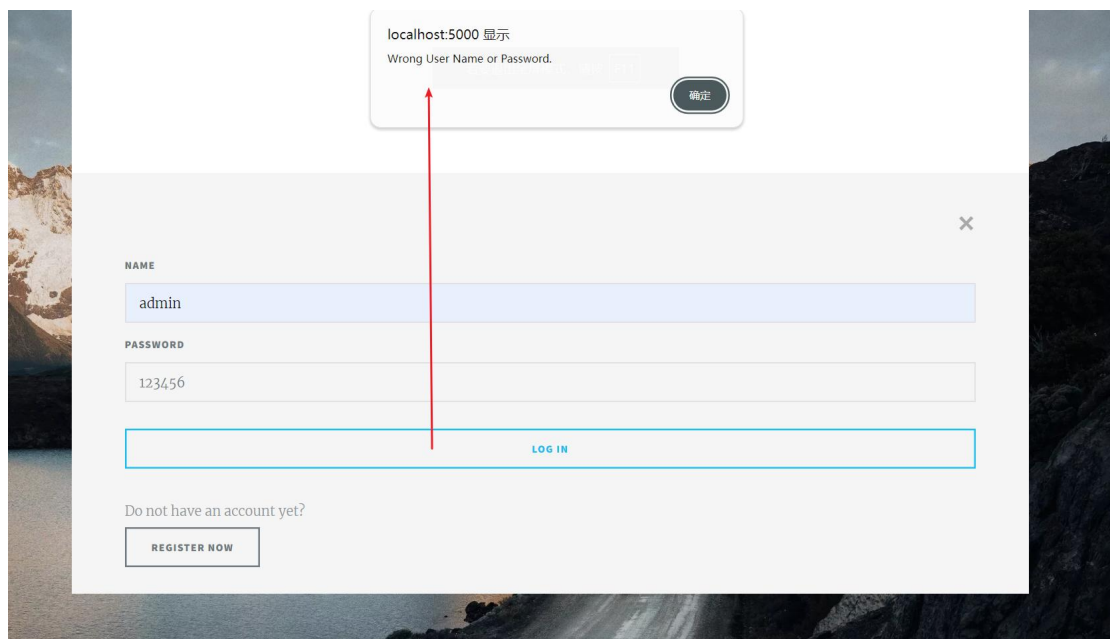 localhost:5000 显示
Wrong User Name or Password.
确定
×
NAME
admin
PASSWORD
123456
LOG IN
Do not have an account yet?
REGISTER NOW